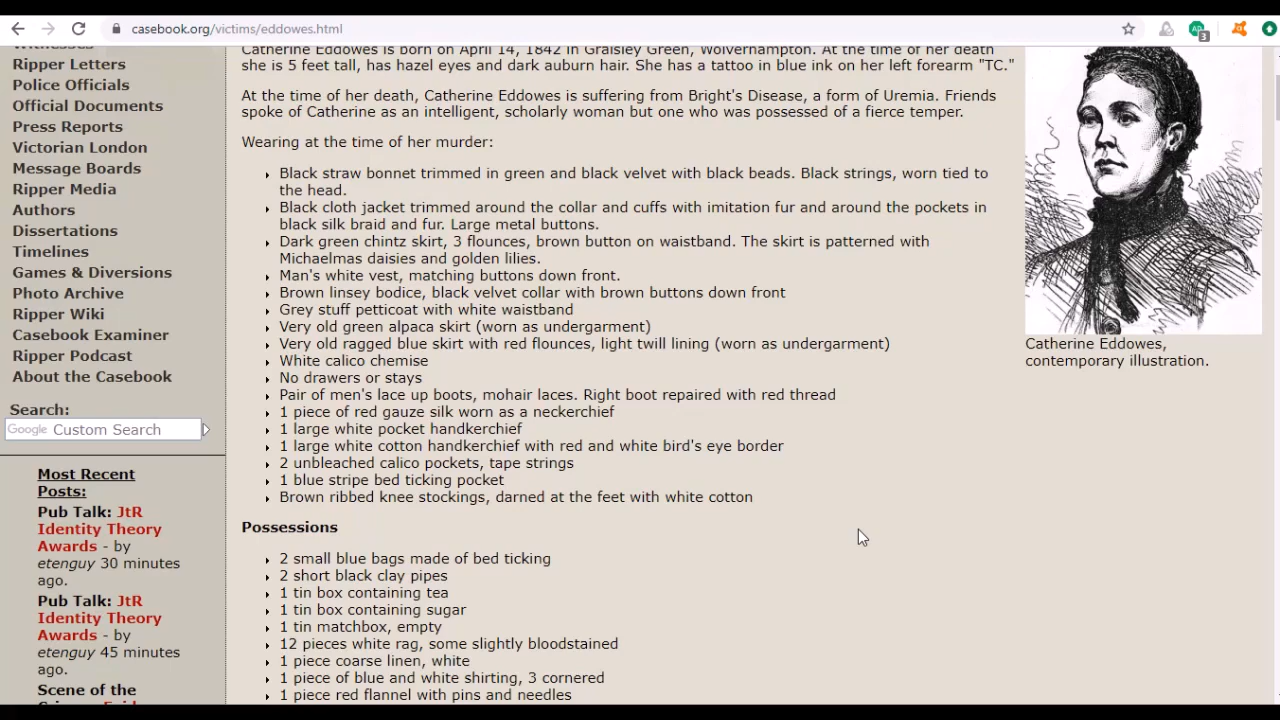 casebook.org/victims/eddowes.html
3
Witnesses
Ripper Letters
Police Officials
Official Documents
Press Reports
Victorian London
Message Boards
Ripper Media
Authors
Dissertations
Timelines
Games & Diversions
Photo Archive
Ripper Wiki
Casebook Examiner
Ripper Podcast
About the Casebook
Search:
Google Custom Search
Most Recent
Posts:
Pub Talk: JtR
Identity Theory
Awards - by
etenguy 30 minutes
ago.
Pub Talk: JtR
Identity Theory
Awards - by
etenguy 45 minutes
ago.
Scene of the
Catherine Eddowes is born on April 14, 1842 in Graisley Green, Wolverhampton. At the time of her death
she is 5 feet tall, has hazel eyes and dark auburn hair. She has a tattoo in blue ink on her left forearm "TC."
At the time of her death, Catherine Eddowes is suffering from Bright's Disease, a form of Uremia. Friends
spoke of Catherine as an intelligent, scholarly woman but one who was possessed of a fierce temper.
Wearing at the time of her murder:
Black straw bonnet trimmed in green and black velvet with black beads. Black strings, worn tied to
the head.
Black cloth jacket trimmed around the collar and cuffs with imitation fur and around the pockets in
black silk braid and fur. Large metal buttons.
Dark green chintz skirt, 3 flounces, brown button on waistband. The skirt is patterned with
Michaelmas daisies and golden lilies.
Man's white vest, matching buttons down front.
Brown linsey bodice, black velvet collar with brown buttons down front
Grey stuff petticoat with white waistband
Very old green alpaca skirt (worn as undergarment)
Very old ragged blue skirt with red flounces, light twill lining (worn as undergarment)
White calico chemise
No drawers or stays
Pair of men's lace up boots, mohair laces. Right boot repaired with red thread
1 piece of red gauze silk worn as a neckerchief
1 large white pocket handkerchief
1 large white cotton handkerchief with red and white bird's eye border
2 unbleached calico pockets, tape strings
1 blue stripe bed ticking pocket
Brown ribbed knee stockings, darned at the feet with white cotton
Possessions
2 small blue bags made of bed ticking
2 short black clay pipes
1 tin box containing tea
1 tin box containing sugar
1 tin matchbox, empty
12 pieces white rag, some slightly bloodstained
1 piece coarse linen, white
1 piece of blue and white shirting, 3 cornered
1 piece red flannel with pins and needles
Catherine Eddowes,
contemporary illustration.